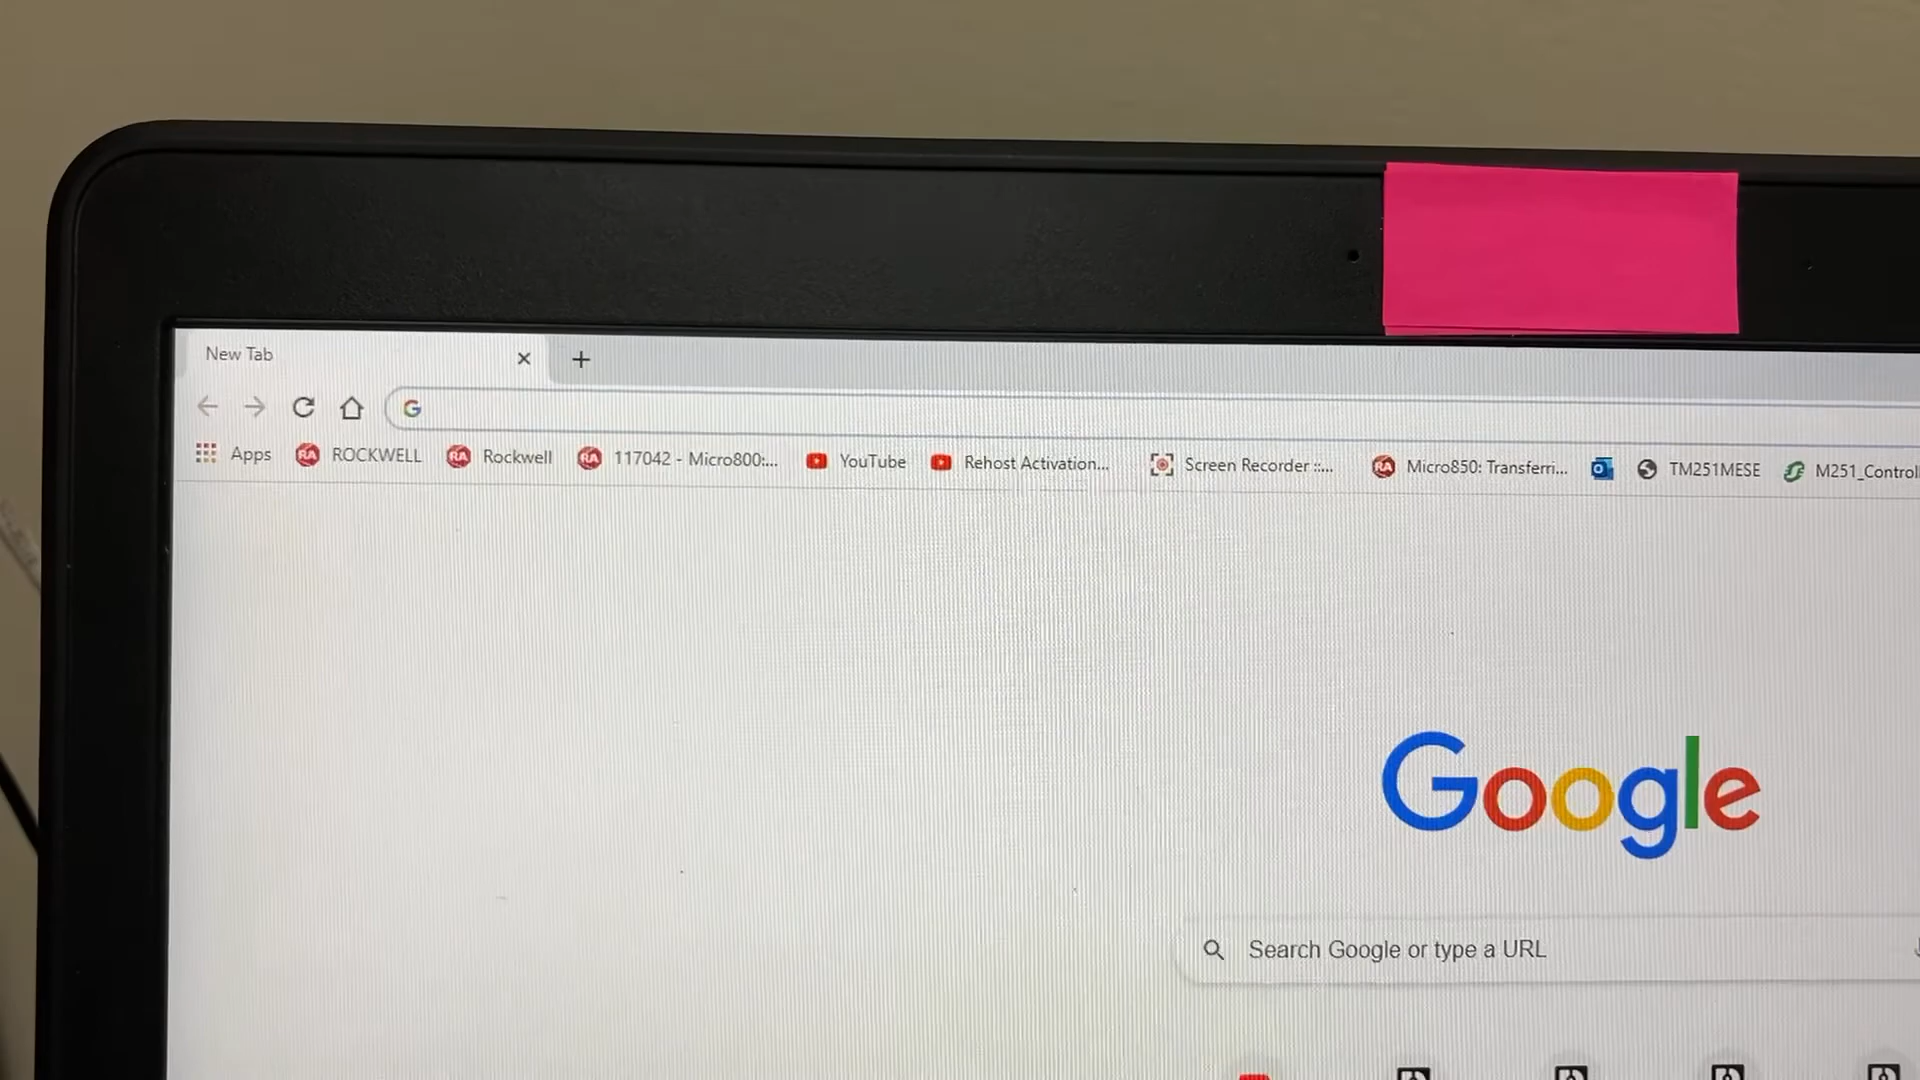 New Tab
Apps ROCKWELL Rockwell 117042 - Micro800:... YouTube Rehost Activation... Screen Recorder ::... Micro850: Transferri... TM251MESE M251_Control
Google
Search Google or type a URL